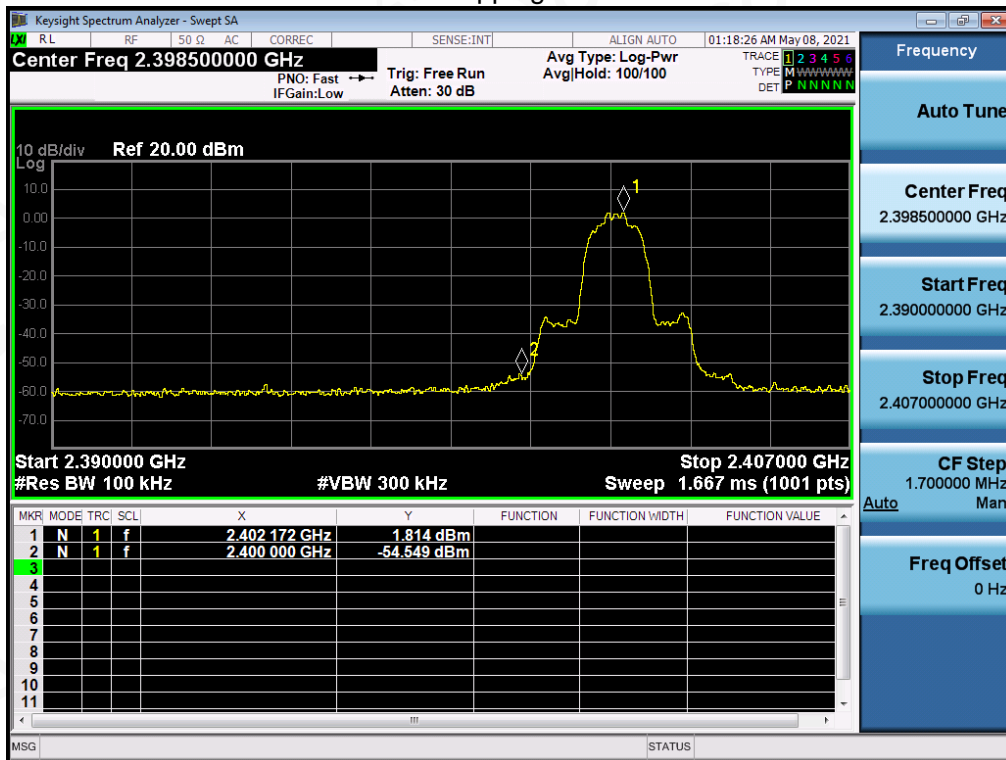 pping
Keysight Spectrum Analyzer - Swept SA
LXI RL RF 50 Ω AC CORREC SENSE:INT ALIGN AUTO 01:18:26 AM May 08, 2021
Center Freq 2.398500000 GHz Avg Type: Log-Pwr TRACE 1 2 3 4 5 6
PNO: Fast Trig: Free Run Avg|Hold: 100/100 TYPE M WWWWW
IFGain:Low Atten: 30 dB DET P N N N N N
10 dB/div Ref 20.00 dBm
Log
10.0
0.00
-10.0
-20.0
-30.0
-40.0
-50.0
-60.0
-70.0
1
2
Start 2.390000 GHz Stop 2.407000 GHz
#Res BW 100 kHz #VBW 300 kHz Sweep 1.667 ms (1001 pts)
MKR MODE TRC SCL X Y FUNCTION FUNCTION WIDTH FUNCTION VALUE
1 N 1 f 2.402 172 GHz 1.814 dBm
2 N 1 f 2.400 000 GHz -54.549 dBm
3
4
5
6
7
8
9
10
11
MSG STATUS
Frequency
Auto Tune
Center Freq
2.398500000 GHz
Start Freq
2.390000000 GHz
Stop Freq
2.407000000 GHz
CF Step
1.700000 MHz
Auto Man
Freq Offset
0 Hz